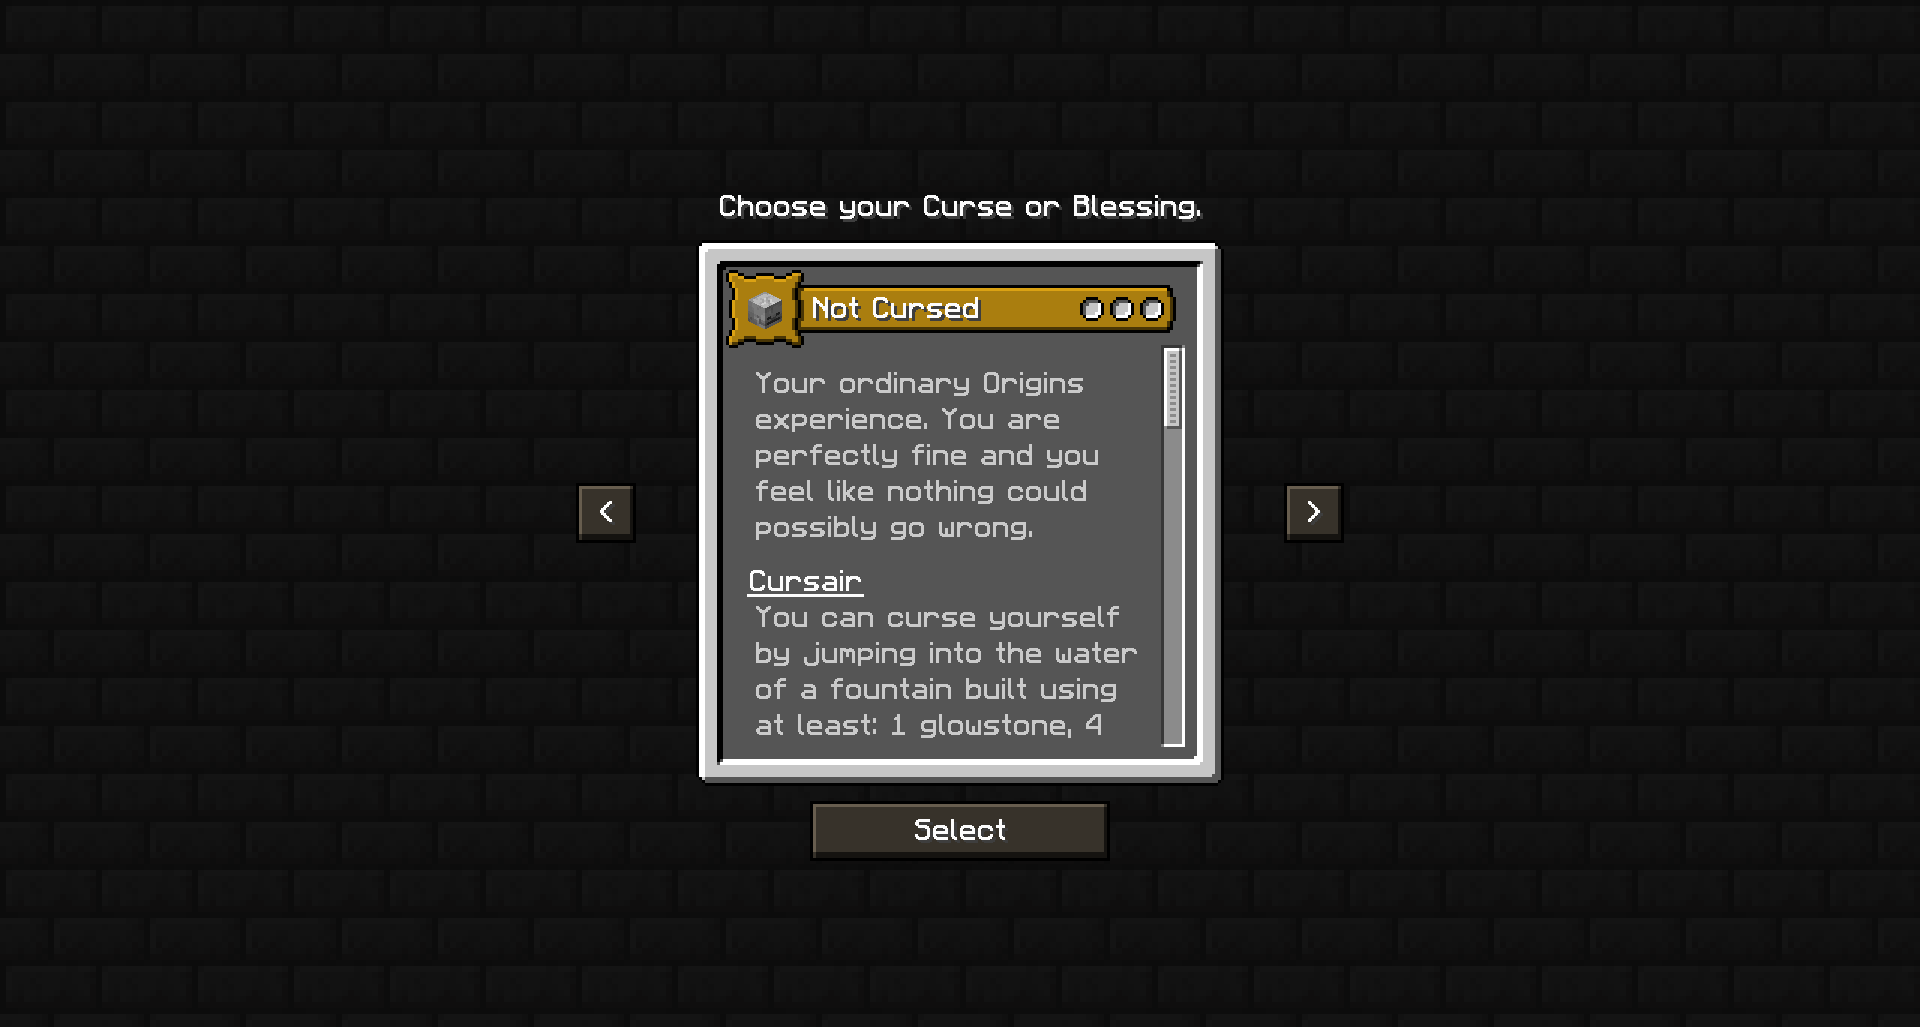 Choose your Curse or Blessing.
Not Cursed
Your ordinary Origins
experience. You are
perfectly fine and you
feel like nothing could
possibly go wrong.
Cursair
You can curse yourself
by jumping into the water
of a fountain built using
at least: 1 glowstone, 4
<
>
Select